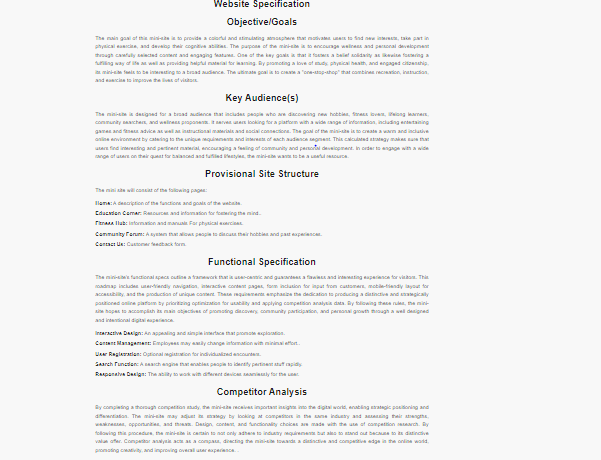 Website Specification
Objective/Goals
The main goal of this mini-site is to provide a colorful and stimulating atmosphere that motivates users to find new interests, take part in
physical exercise, and develop their cognitive abilities. The purpose of the mini-site is to encourage wellness and personal development
through carefully selected content and engaging features. One of the key goals is that it fosters a belief solidarity as likewise fostering a
fulfilling way of life as well as providing helpful material for learning. By promoting a love of study, physical health, and engaged citizenship,
its mini-site feels to be interesting to a broad audience. The ultimate goal is to create a "one-stop-shop" that combines recreation, instruction,
and exercise to improve the lives of visitors.
Key Audience(s)
The mini-site is designed for a broad audience that includes people who are discovering new hobbies, fitness lovers, lifelong learners,
community searchers, and wellness proponents. It serves users looking for a platform with a wide range of information, including entertaining
games and fitness advice as well as instructional materials and social connections. The goal of the mini-site is to create a warm and inclusive
online environment by catering to the unique requirements and interests of each audience segment. This calculated strategy makes sure that
users find interesting and pertinent material, encouraging a feeling of community and personal development. In order to engage with a wide
range of users on their quest for balanced and fulfilled lifestyles, the mini-site wants to be a useful resource.
Provisional Site Structure
The mini site will consist of the following pages:
Home: A description of the functions and goals of the website.
Education Corner: Resources and information for fostering the mind.
Fitness Hub: Information and manuals For physical exercises.
Community Forum: A system that allows people to discuss their hobbies and past experiences.
Contact Us: Customer feedback form.
Functional Specification
The mini-site's functional specs outline a framework that is user-centric and guarantees a flawless and interesting experience for visitors. This
roadmap includes user-friendly navigation, interactive content pages, form inclusion for input from customers, mobile-friendly layout for
accessibility, and the production of unique content. These requirements emphasize the dedication to producing a distinctive and strategically
positioned online platform by prioritizing optimization for usability and applying competition analysis data. By following these rules, the mini-
site hopes to accomplish its main objectives of promoting discovery, community participation, and personal growth through a well designed
and intentional digital experience.
Interactive Design: An appealing and simple interface that promote exploration.
Content Management: Employees may easily change information with minimal effort..
User Registration: Optional registration for individualized encounters.
Search Function: A search engine that enables people to identify pertinent stuff rapidly.
Responsive Design: The ability to work with different devices seamlessly for the user.
Competitor Analysis
By completing a thorough competition study, the mini-site receives important insights into the digital world, enabling strategic positioning and
differentiation. The mini-site may adjust its strategy by looking at competitors in the same industry and assessing their strengths,
weaknesses, opportunities, and threats. Design, content, and functionality choices are made with the use of competition research. By
following this procedure, the mini-site is certain to not only adhere to industry requirements but also to stand out because to its distinctive
value offer. Competitor analysis acts as a compass, directing the mini-site towards a distinctive and competitive edge in the online world,
promoting creativity, and improving overall user experience...